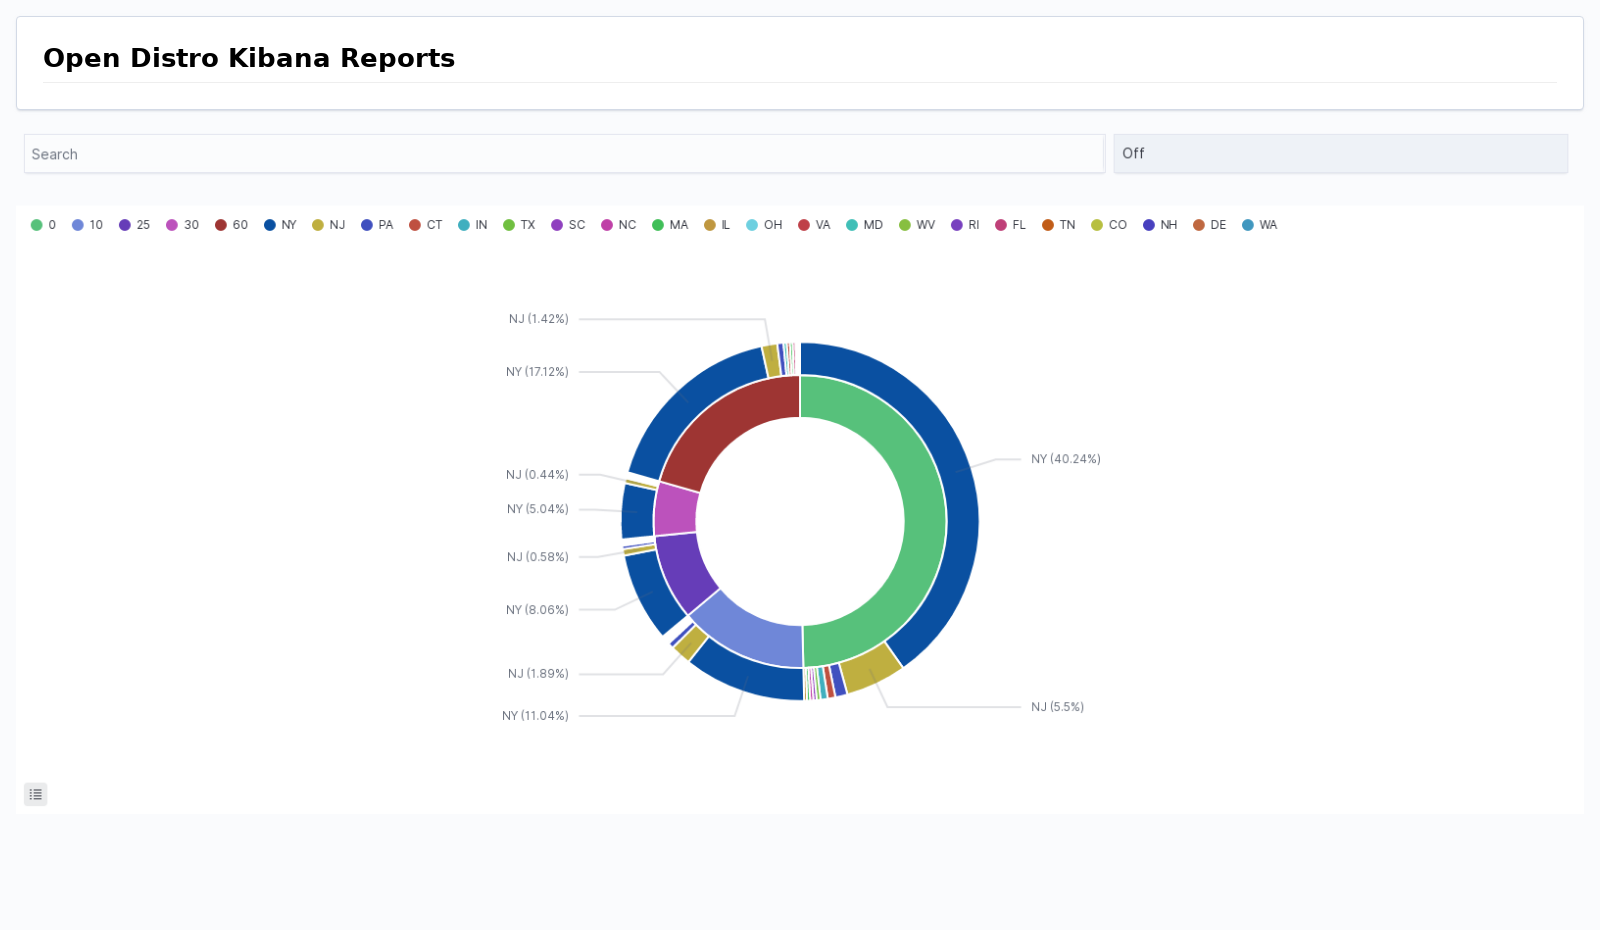 Open Distro Kibana Reports
Search
Off
0 10 25 30 60 NY NJ PA CT IN TX SC NC MA IL OH VA MD WV RI FL TN CO NH DE WA
NJ (1.42%)
NY (17.12%)
NY (40.24%)
NJ (0.44%)
NY (5.04%)
NJ (0.58%)
NY (8.06%)
NJ (1.89%)
NJ (5.5%)
NY (11.04%)